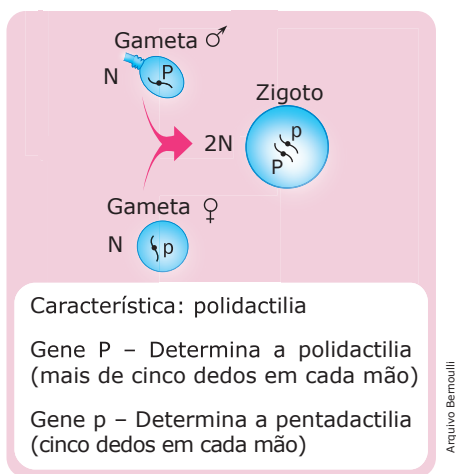 Gameta ♂
N
P
Zigoto
2N
p
P
Gameta ♀
N
p
Característica: polidactilia
Gene P – Determina a polidactilia
(mais de cinco dedos em cada mão)
Gene p – Determina a pentadactilia
(cinco dedos em cada mão)
Arquivo Bernoulli